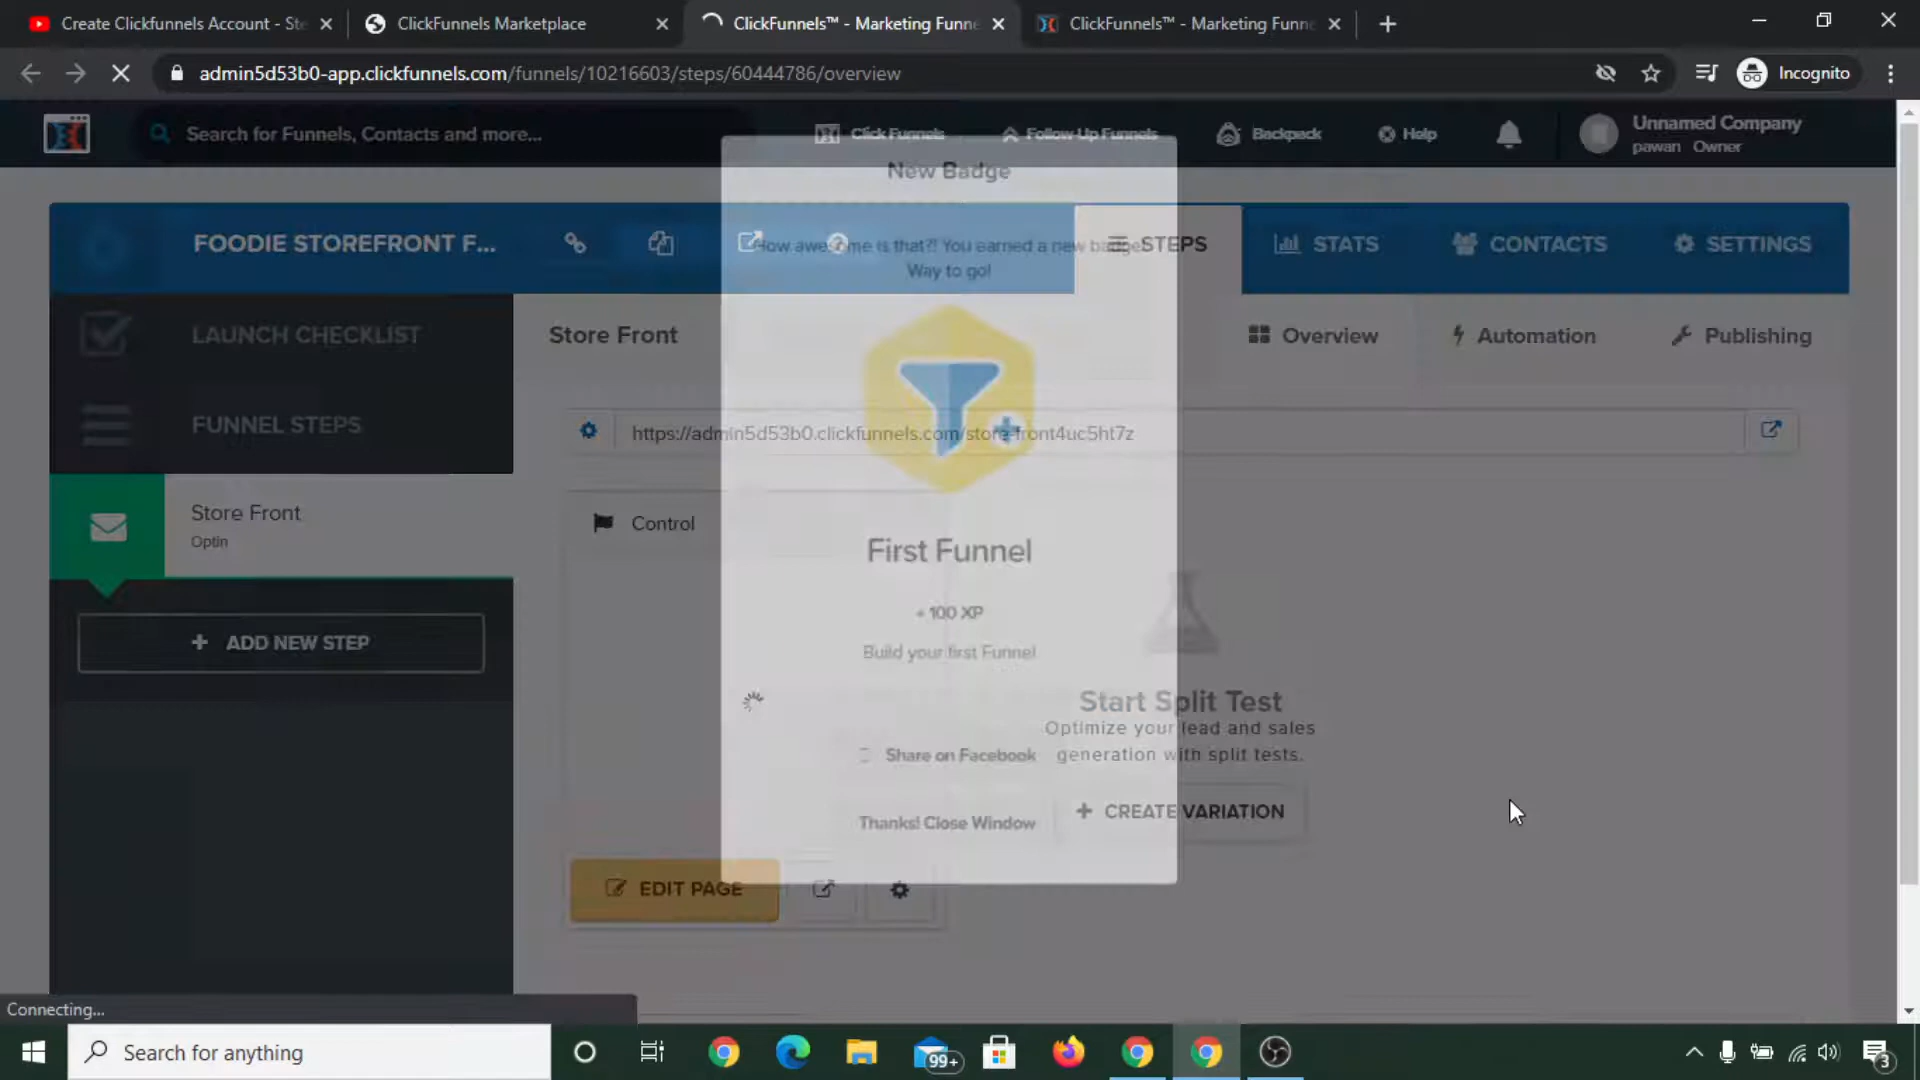 Create Clickfunnels Account - Ste
ClickFunnels Marketplace
ClickFunnels™ - Marketing Funne
ClickFunnels™ - Marketing Funne
admin5d53b0-app.clickfunnels.com/funnels/10216603/steps/60444786/overview
Incognito
Search for Funnels, Contacts and more...
Click Funnels
Follow Up Funnels
Backpack
Help
Unnamed Company
pawan Owner
New Badge
FOODIE STOREFRONT F...
How awesome is that?! You earned a new badge
Way to go!
STEPS
STATS
CONTACTS
SETTINGS
LAUNCH CHECKLIST
Store Front
Overview
Automation
Publishing
FUNNEL STEPS
https://admin5d53b0.clickfunnels.com/store-front4uc5ht7z
Store Front
Optin
Control
First Funnel
+ 100 XP
Build your first Funnel
+ ADD NEW STEP
Start Split Test
Optimize your lead and sales
generation with split tests.
Share on Facebook
Thanks! Close Window
+ CREATE VARIATION
EDIT PAGE
Connecting...
Search for anything
99+
3